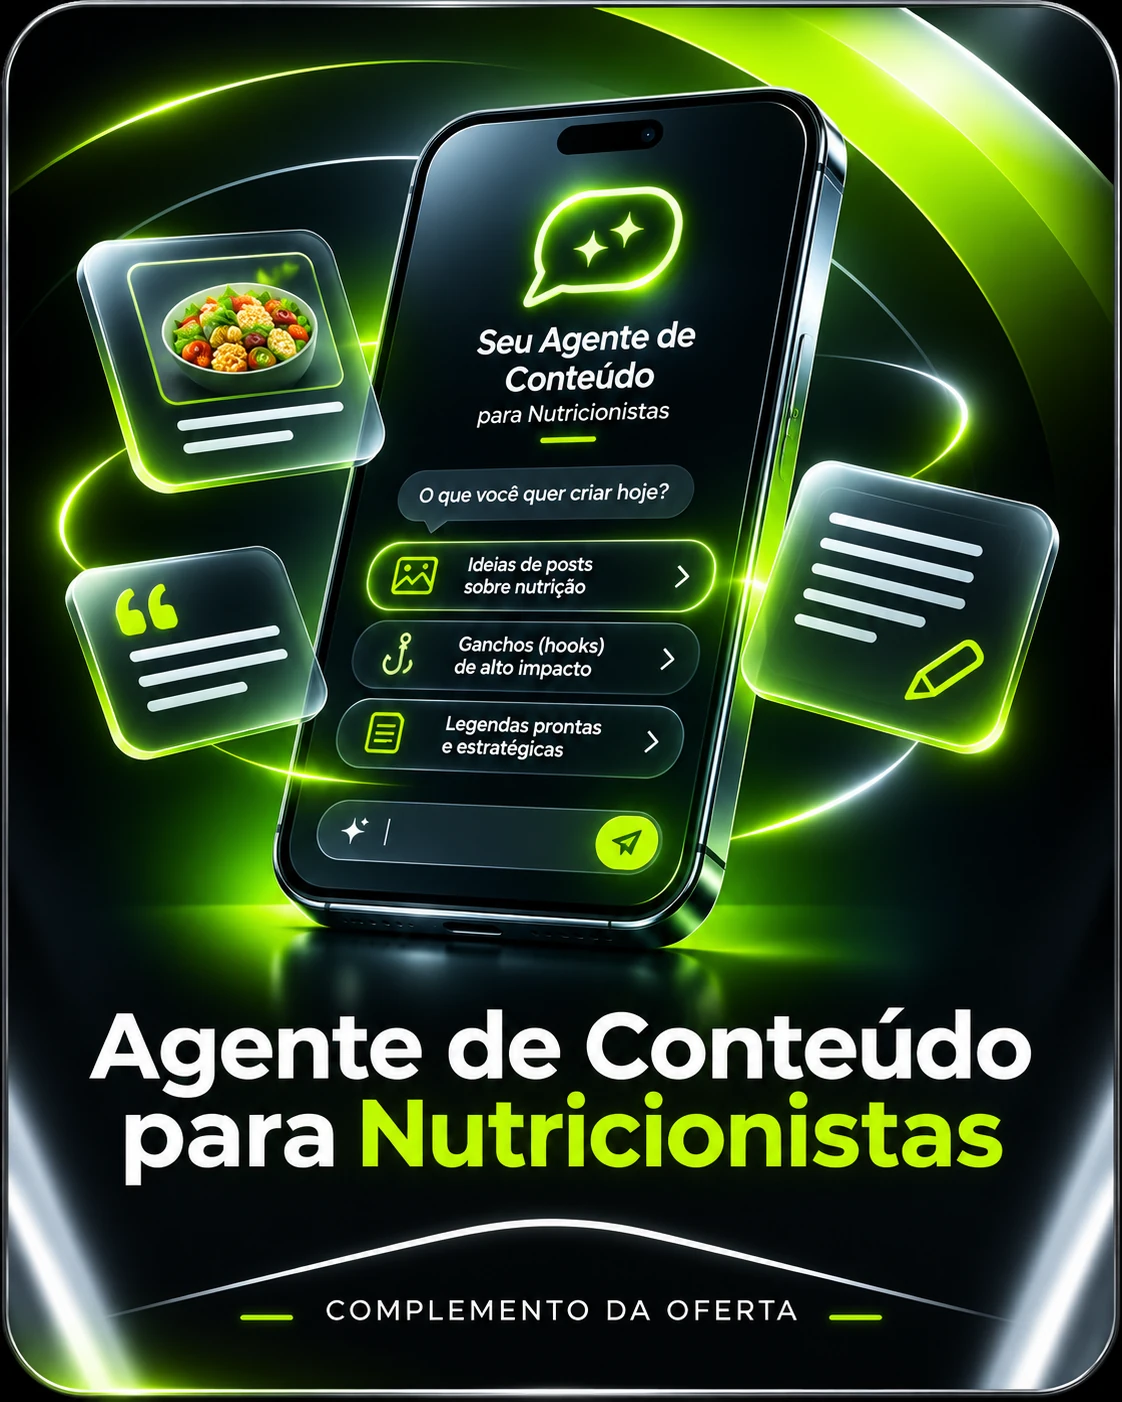 Seu Agente de
Conteúdo
para Nutricionistas
O que você quer criar hoje?
Ideias de posts
sobre nutrição
Ganchos (hooks)
de alto impacto
Legendas prontas
e estratégicas
Agente de Conteúdo
para Nutricionistas
COMPLEMENTO DA OFERTA